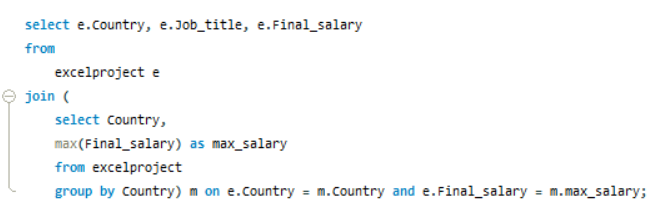 select e.Country, e.Job_title, e.Final_salary
from
excelproject e
join (
select Country,
max(Final_salary) as max_salary
from excelproject
group by Country) m on e.Country = m.Country and e.Final_salary = m.max_salary;